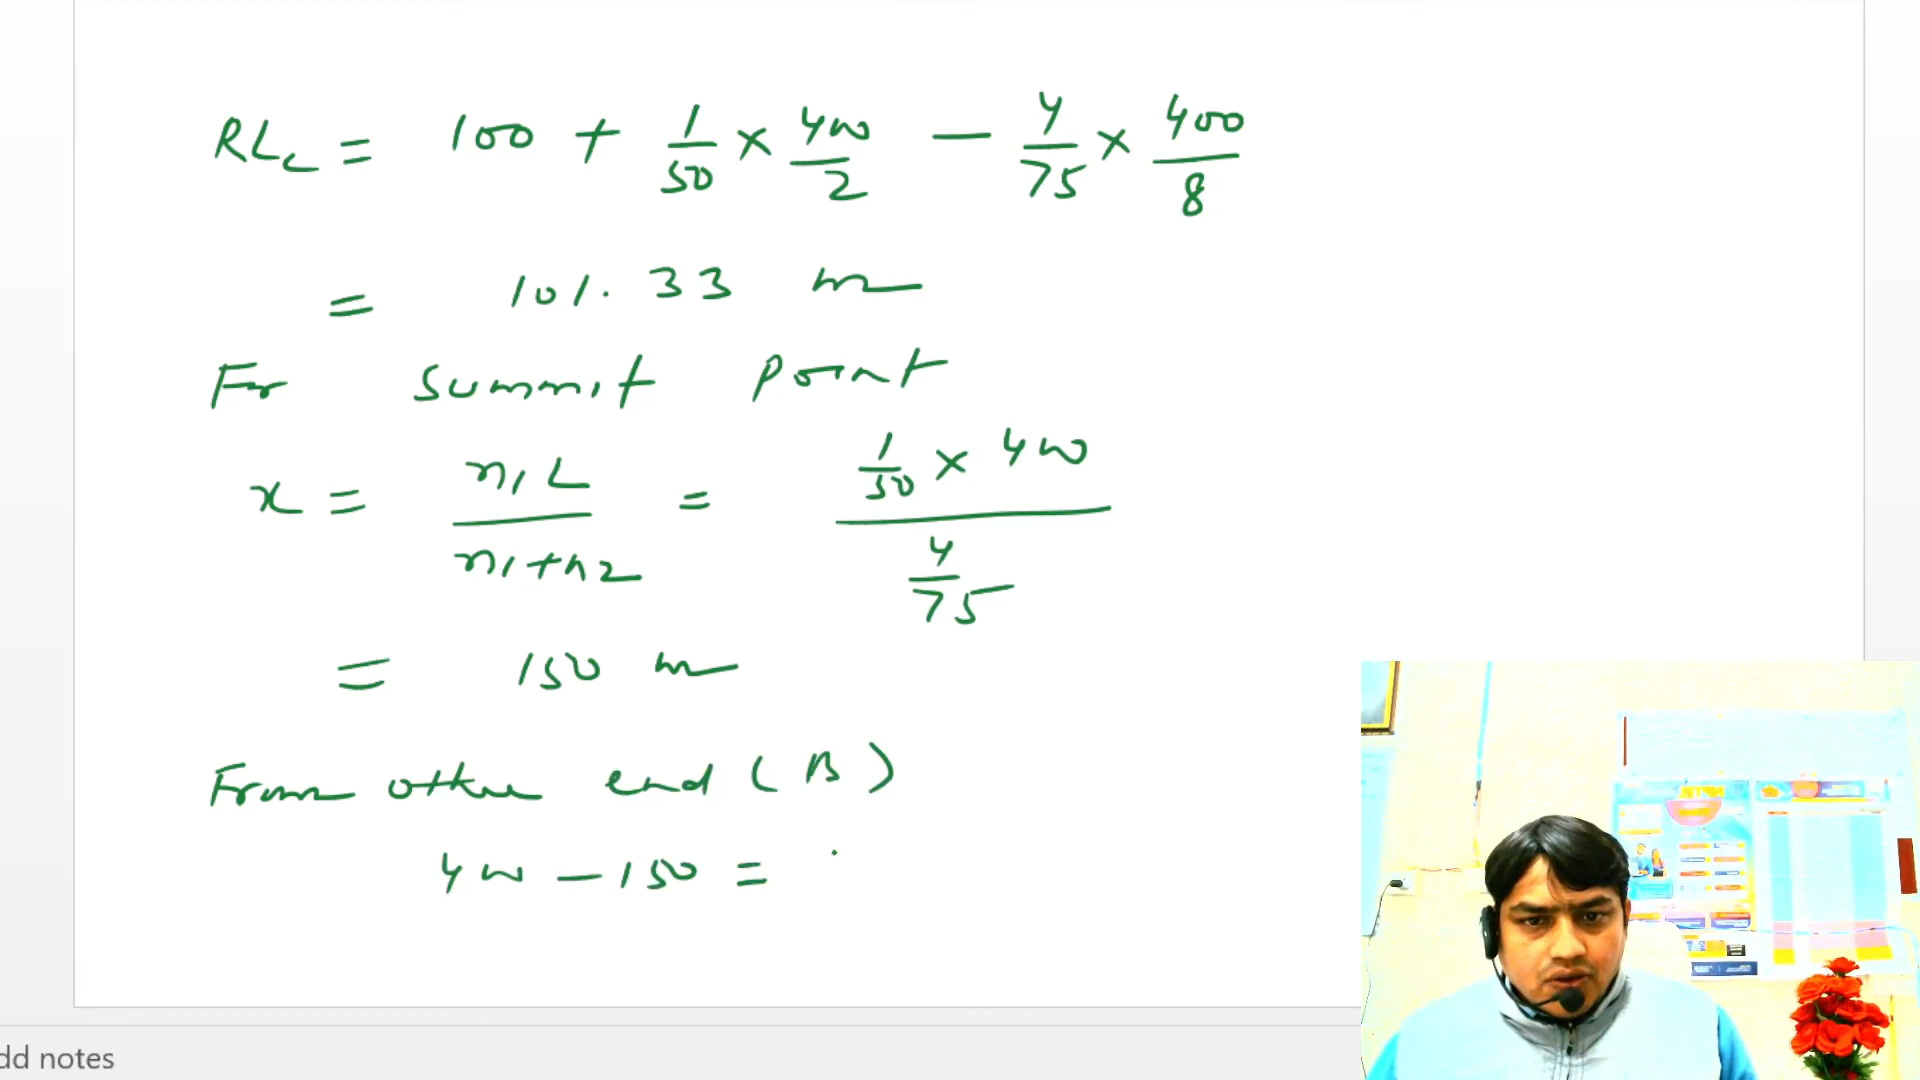 RLc = 100 + 1/50 × 400/2 − 4/75 × 400/8
= 101.33 m
For summit point
x = n1L/n1+n2 = 1/50 × 400 / 4/75
= 150 m
From other end (B)
400 − 150 =
dd notes